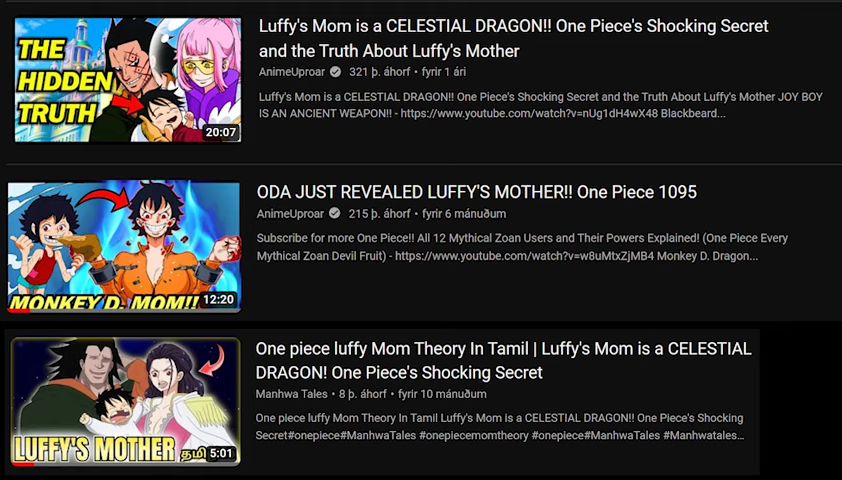 THE
HIDDEN
TRUTH
20:07
Luffy's Mom is a CELESTIAL DRAGON!! One Piece's Shocking Secret
and the Truth About Luffy's Mother
AnimeUproar 321 þ. áhorf • fyrir 1 ári
Luffy's Mom is a CELESTIAL DRAGON!! One Piece's Shocking Secret and the Truth About Luffy's Mother JOY BOY
IS AN ANCIENT WEAPON!! - https://www.youtube.com/watch?v=nUg1dH4wX48 Blackbeard...
MONKEY D. MOM!!
12:20
ODA JUST REVEALED LUFFY'S MOTHER!! One Piece 1095
AnimeUproar 215 þ. áhorf • fyrir 6 mánuðum
Subscribe for more One Piece!! All 12 Mythical Zoan Users and Their Powers Explained! (One Piece Every
Mythical Zoan Devil Fruit) - https://www.youtube.com/watch?v=w8uMtxZjMB4 Monkey D. Dragon...
LUFFY'S MOTHER தமி
5:01
One piece luffy Mom Theory In Tamil | Luffy's Mom is a CELESTIAL
DRAGON! One Piece's Shocking Secret
Manhwa Tales • 8 þ. áhorf • fyrir 10 mánuðum
One piece luffy Mom Theory In Tamil Luffy's Mom is a CELESTIAL DRAGON!! One Piece's Shocking
Secret#onepiece#ManhwaTales #onepiecemomtheory #onepiece#ManhwaTales #Manhwatales...